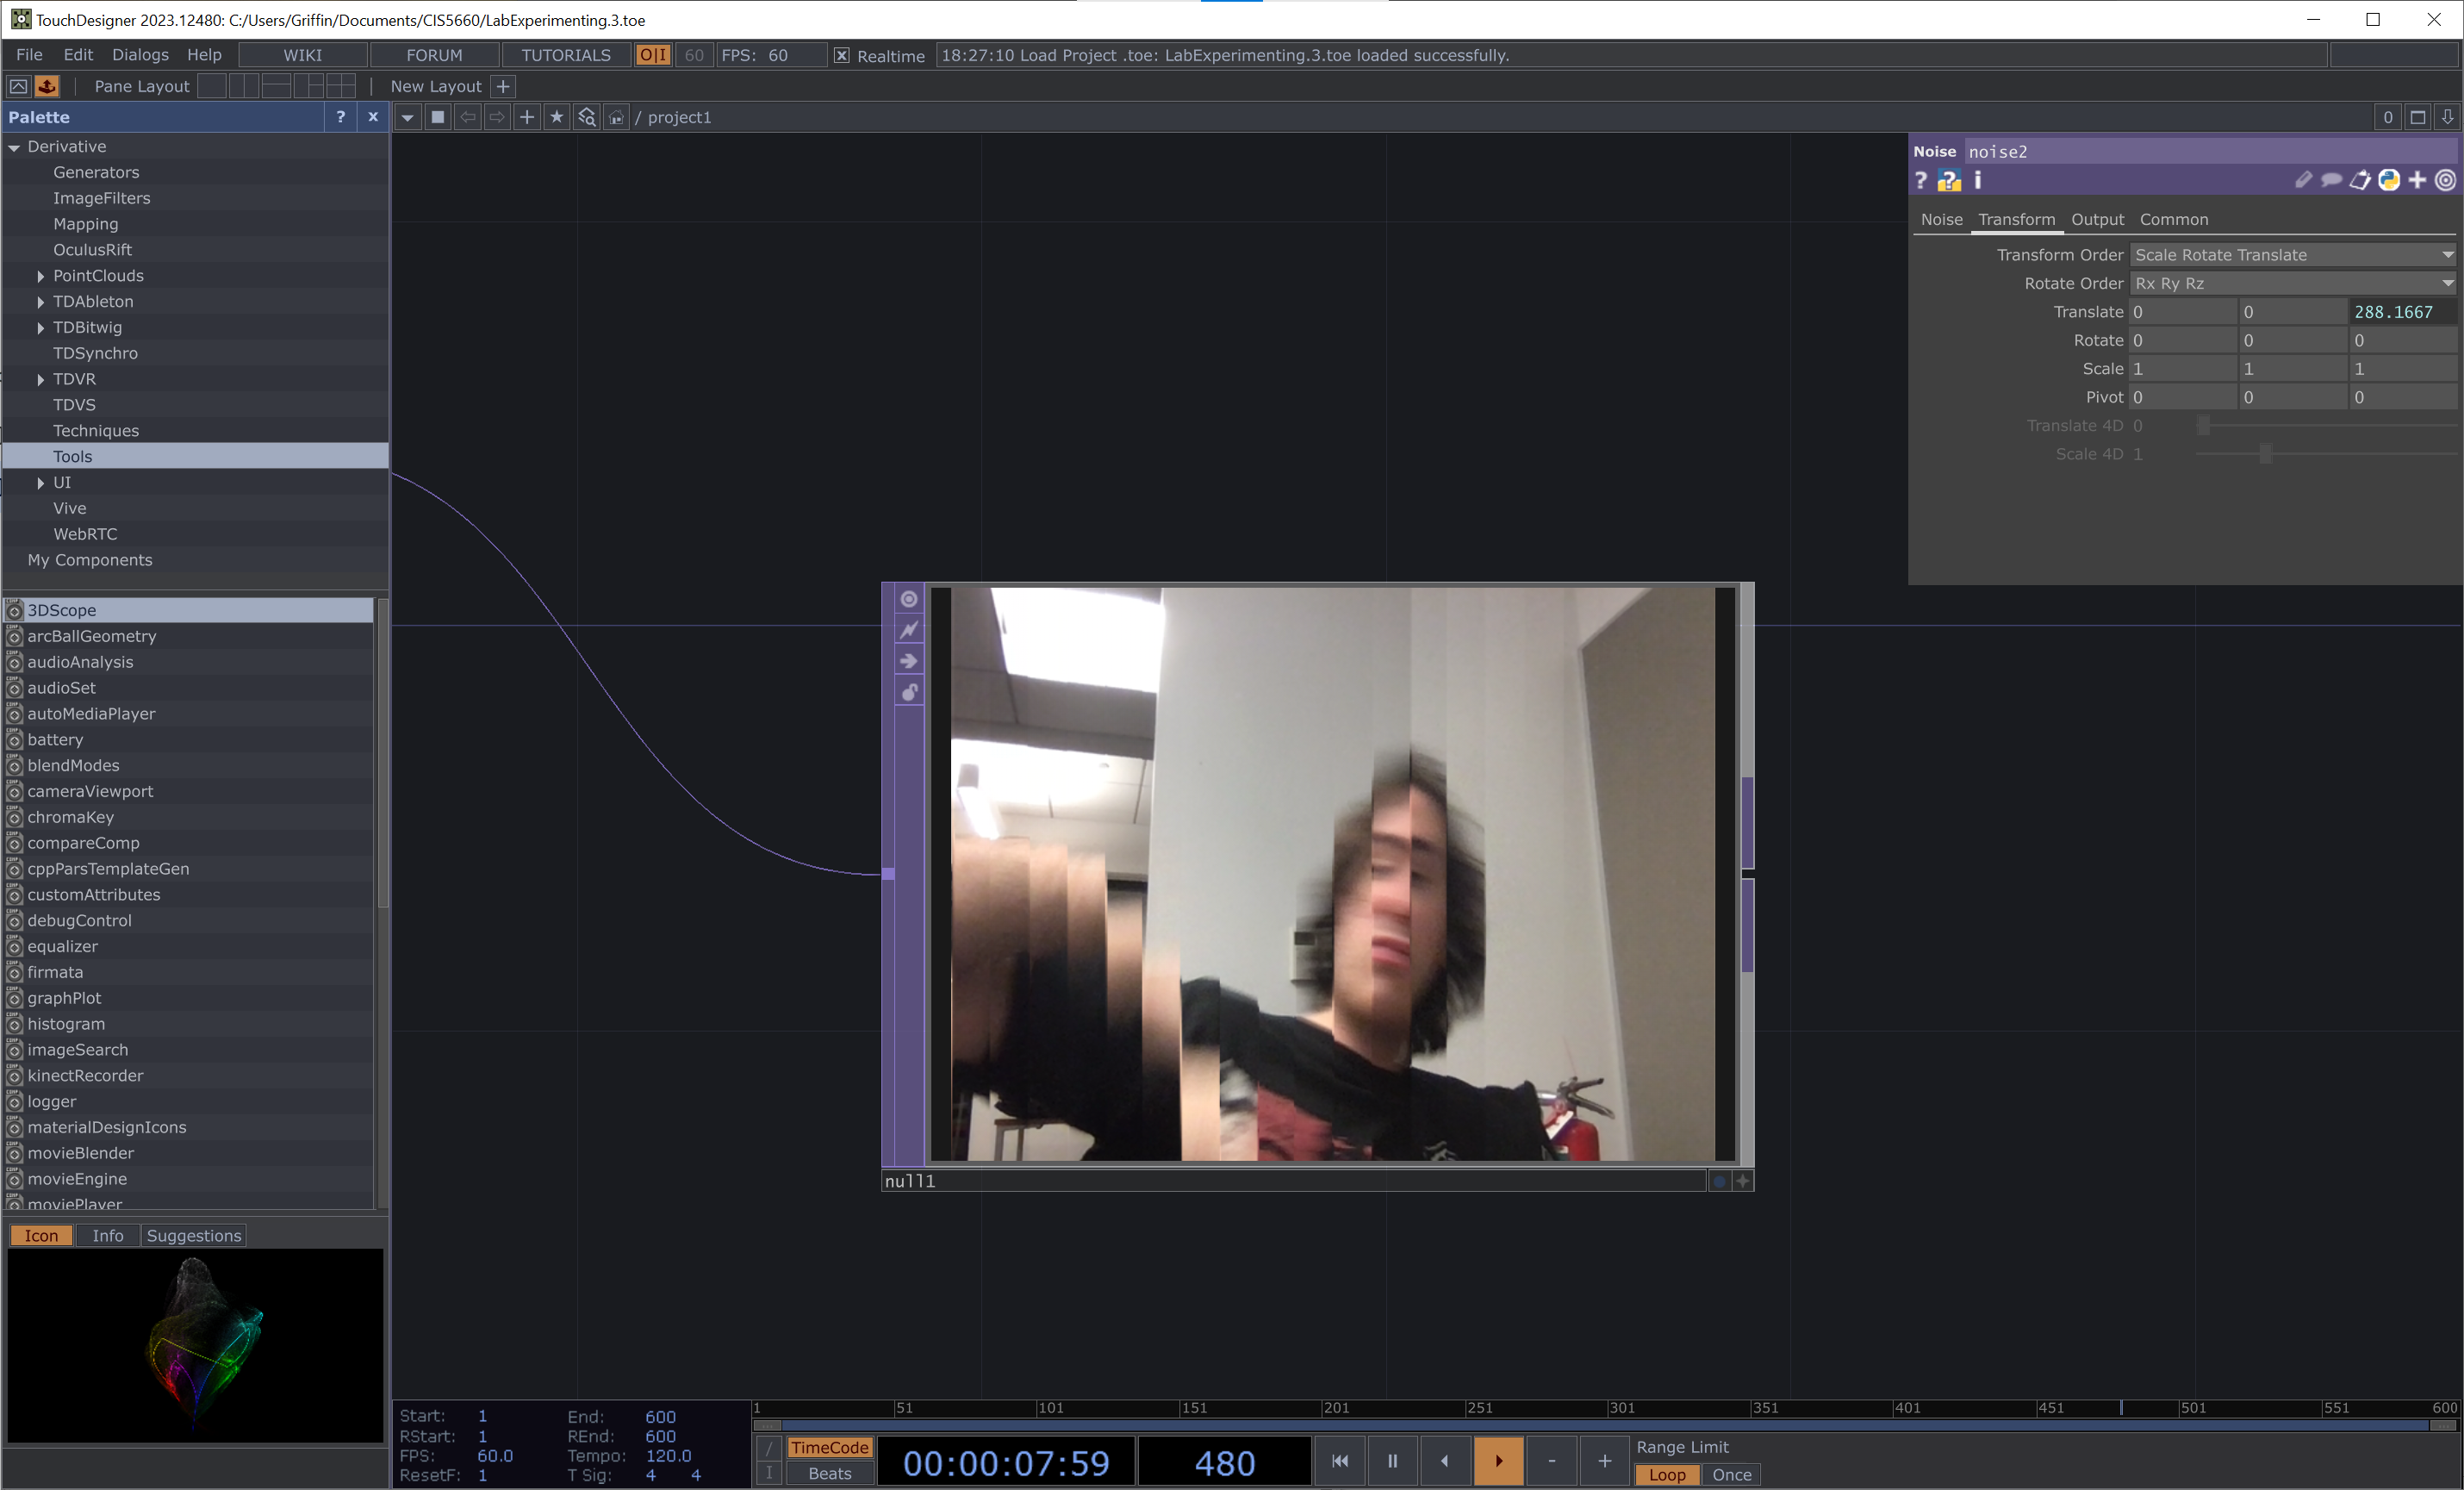 TouchDesigner 2023.12480: C:/Users/Griffin/Documents/CIS5660/LabExperimenting.3.toe
File Edit Dialogs Help WIKI FORUM TUTORIALS O|I 60 FPS: 60 Realtime 18:27:10 Load Project .toe: LabExperimenting.3.toe loaded successfully.
Pane Layout New Layout +
Palette ? x
/ project1 0
Derivative
Generators
ImageFilters
Mapping
OculusRift
PointClouds
TDAbleton
TDBitwig
TDSynchro
TDVR
TDVS
Techniques
Tools
UI
Vive
WebRTC
My Components
3DScope
arcBallGeometry
audioAnalysis
audioSet
autoMediaPlayer
battery
blendModes
cameraViewport
chromaKey
compareComp
cppParsTemplateGen
customAttributes
debugControl
equalizer
firmata
graphPlot
histogram
imageSearch
kinectRecorder
logger
materialDesignIcons
movieBlender
movieEngine
moviePlayer
Icon Info Suggestions
null1
Noise noise2
? ? i
Noise Transform Output Common
Transform Order Scale Rotate Translate
Rotate Order Rx Ry Rz
Translate 0 0 288.1667
Rotate 0 0 0
Scale 1 1 1
Pivot 0 0 0
Translate 4D 0
Scale 4D 1
Start: 1 End: 600
RStart: 1 REnd: 600
FPS: 60.0 Tempo: 120.0
ResetF: 1 T Sig: 4 4
1 51 101 151 201 251 301 351 401 451 501 551 600
TimeCode
Beats
00:00:07:59 480
- +
Range Limit
Loop Once